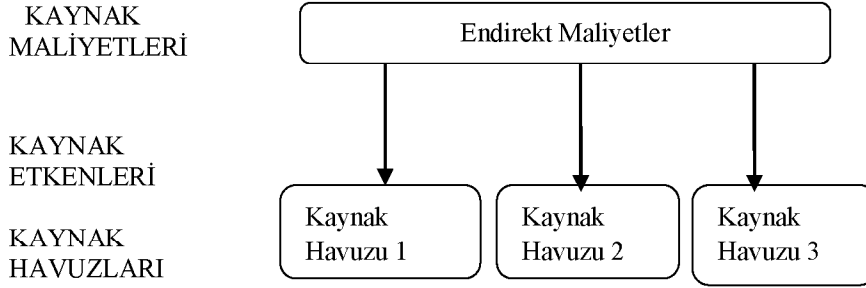 KAYNAK
MALİYETLERİ
Endirekt Maliyetler
KAYNAK
ETKENLERİ
KAYNAK
HAVUZLARI
Kaynak
Havuzu 1
Kaynak
Havuzu 2
Kaynak
Havuzu 3